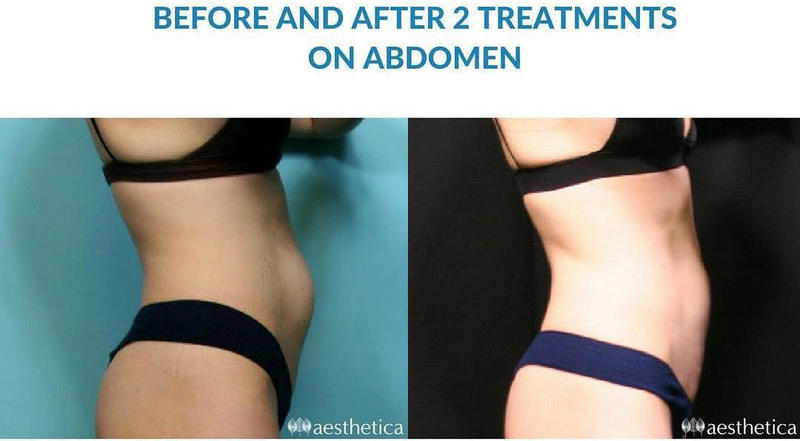 BEFORE AND AFTER 2 TREATMENTS
ON ABDOMEN
aesthetica
aesthetica